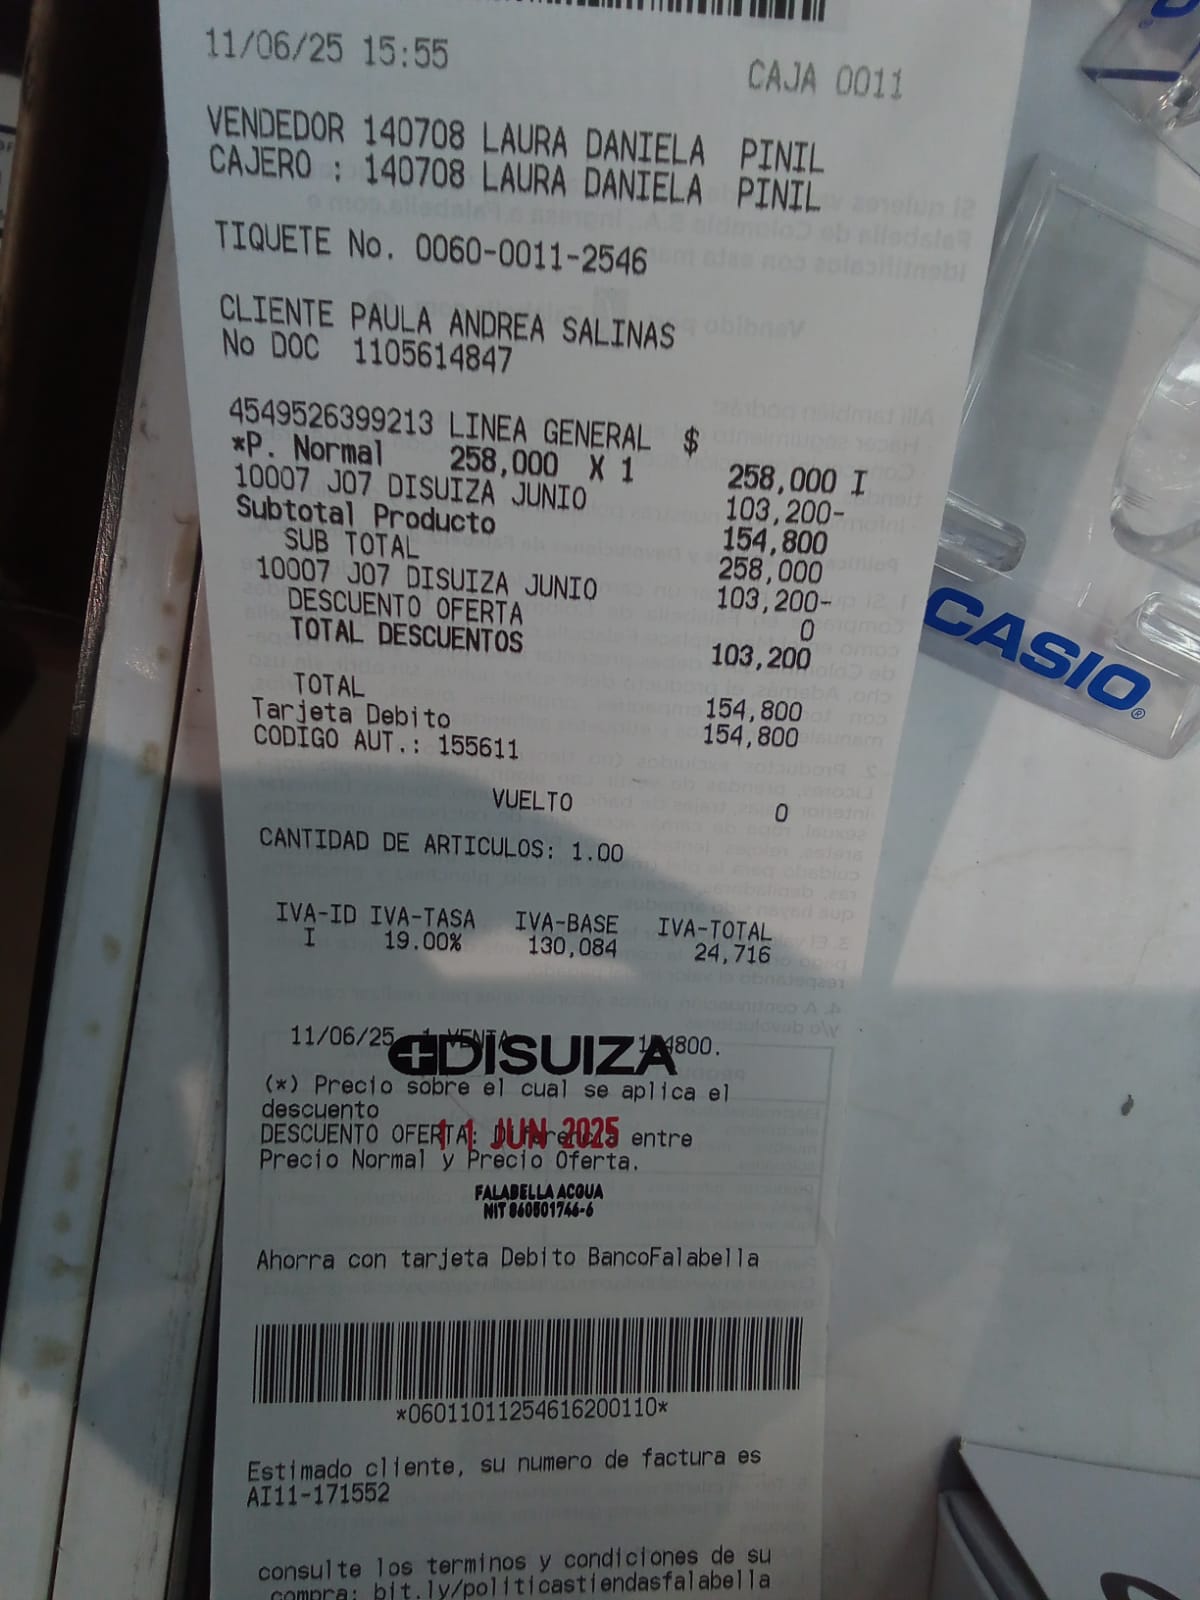 11/06/25 15:55
CAJA 0011
VENDEDOR 140708 LAURA DANIELA PINIL
CAJERO : 140708 LAURA DANIELA PINIL
TIQUETE No. 0060-0011-2546
CLIENTE PAULA ANDREA SALINAS
No DOC 1105614847
4549526399213 LINEA GENERAL $
*P. Normal 258,000 X 1 258,000 I
10007 J07 DISUIZA JUNIO 103,200-
Subtotal Producto 154,800
SUB TOTAL 258,000
10007 J07 DISUIZA JUNIO 103,200-
DESCUENTO OFERTA 0
TOTAL DESCUENTOS 103,200
TOTAL 154,800
Tarjeta Debito 154,800
CODIGO AUT.: 155611
VUELTO 0
CANTIDAD DE ARTICULOS: 1.00
IVA-ID IVA-TASA IVA-BASE IVA-TOTAL
I 19.00% 130,084 24,716
11/06/25 1 VENTA 154800.
DISUIZA
(*) Precio sobre el cual se aplica el
descuento
DESCUENTO OFERTA: Diferencia entre
11 JUN 2025
Precio Normal y Precio Oferta.
FALABELLA ACQUA
NIT 860501746-6
Ahorra con tarjeta Debito BancoFalabella
*06011011254616200110*
Estimado cliente, su numero de factura es
AI11-171552
consulte los terminos y condiciones de su
compra: bit.ly/politicastiendasfalabella
CASIO®